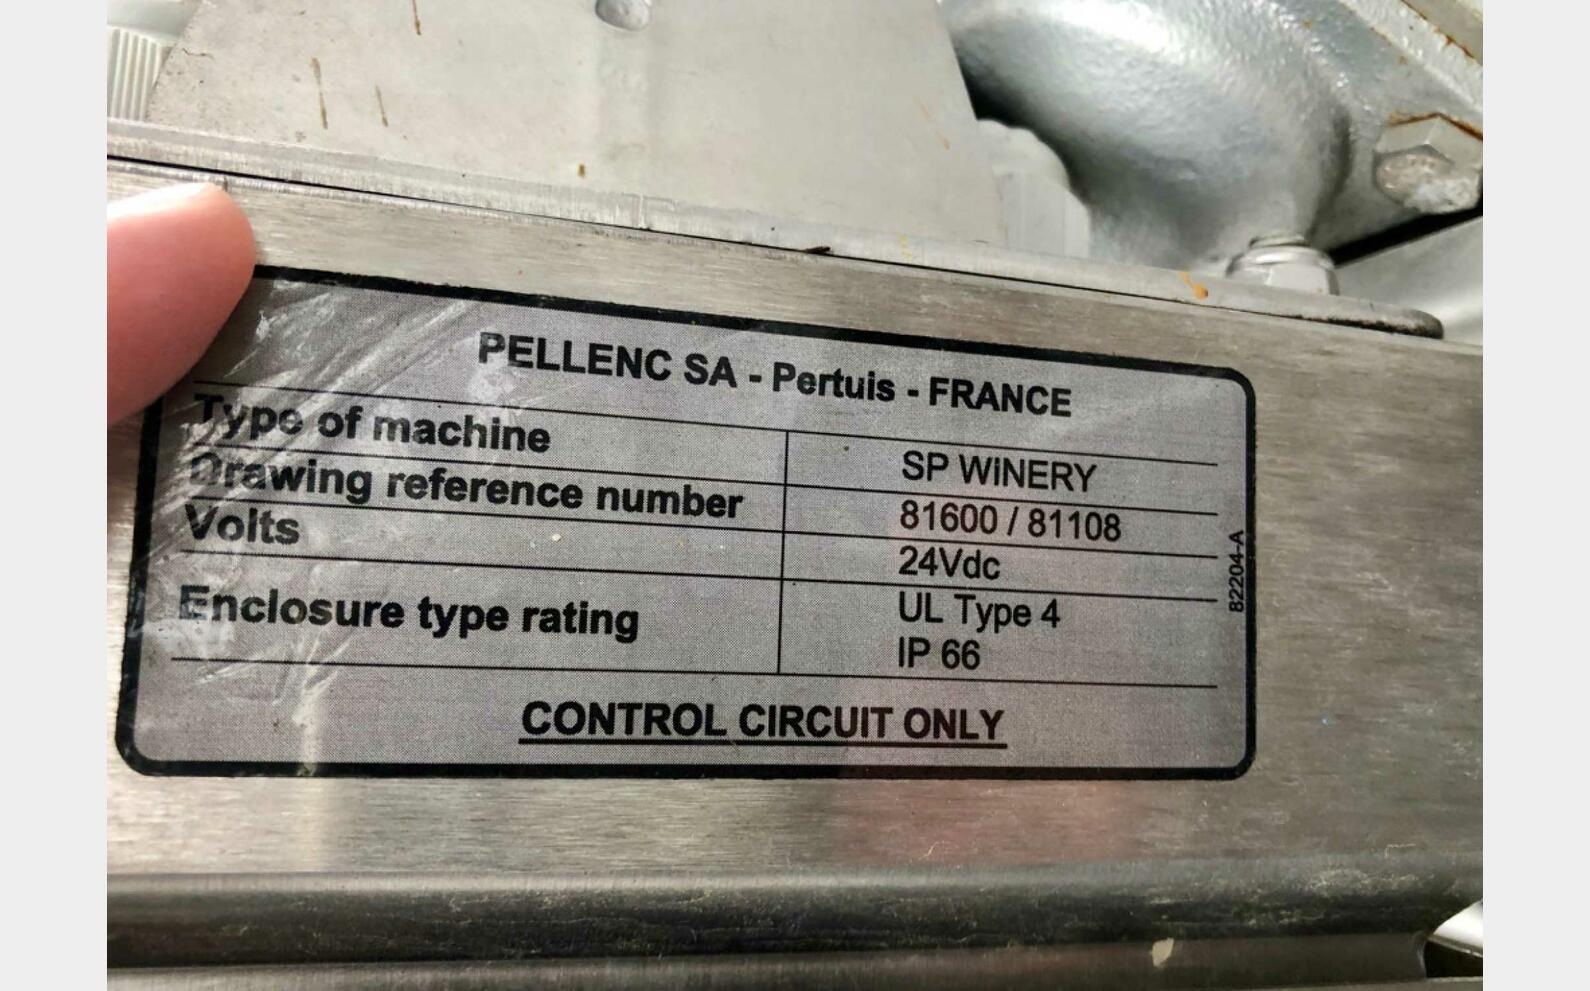 PELLENC SA - Pertuis - FRANCE
Type of machine SP WINERY
Drawing reference number 81600 / 81108
Volts 24Vdc
Enclosure type rating UL Type 4
IP 66
CONTROL CIRCUIT ONLY
82204-A